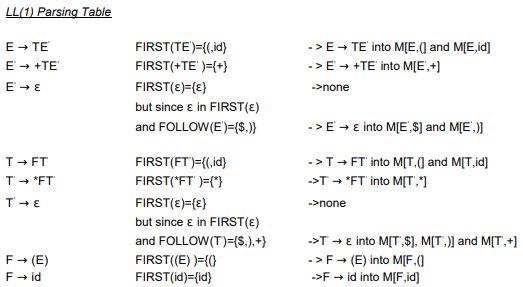 LL(1) Parsing Table
E → TE' FIRST(TE')={(,id} - > E → TE' into M[E,(] and M[E,id]
E' → +TE' FIRST(+TE' )={+} - > E' → +TE' into M[E',+]
E' → ε FIRST(ε)={ε} ->none
but since ε in FIRST(ε)
and FOLLOW(E')={$,)} - > E' → ε into M[E',$] and M[E',)]
T → FT' FIRST(FT')={(,id} - > T → FT' into M[T,(] and M[T,id]
T' → *FT' FIRST(*FT' )={*} ->T' → *FT' into M[T',*]
T' → ε FIRST(ε)={ε} ->none
but since ε in FIRST(ε)
and FOLLOW(T')={$,),+} ->T' → ε into M[T',$], M[T',)] and M[T',+]
F → (E) FIRST((E) )={(} - > F → (E) into M[F,(]
F → id FIRST(id)={id} ->F → id into M[F,id]